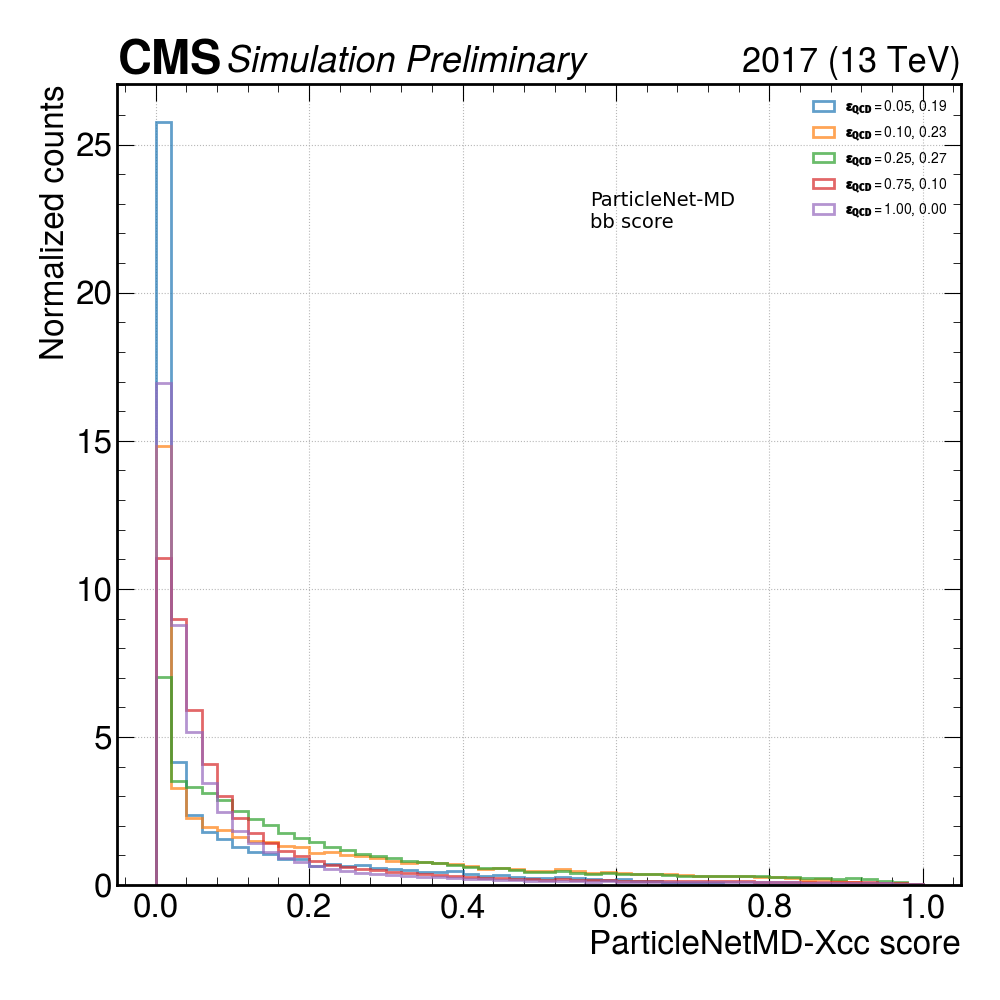 CMS Simulation Preliminary 2017 (13 TeV)
Normalized counts
25
20
15
10
5
0
εQCD = 0.05, 0.19
εQCD = 0.10, 0.23
εQCD = 0.25, 0.27
εQCD = 0.75, 0.10
εQCD = 1.00, 0.00
ParticleNet-MD
bb score
0.0 0.2 0.4 0.6 0.8 1.0
ParticleNetMD-Xcc score